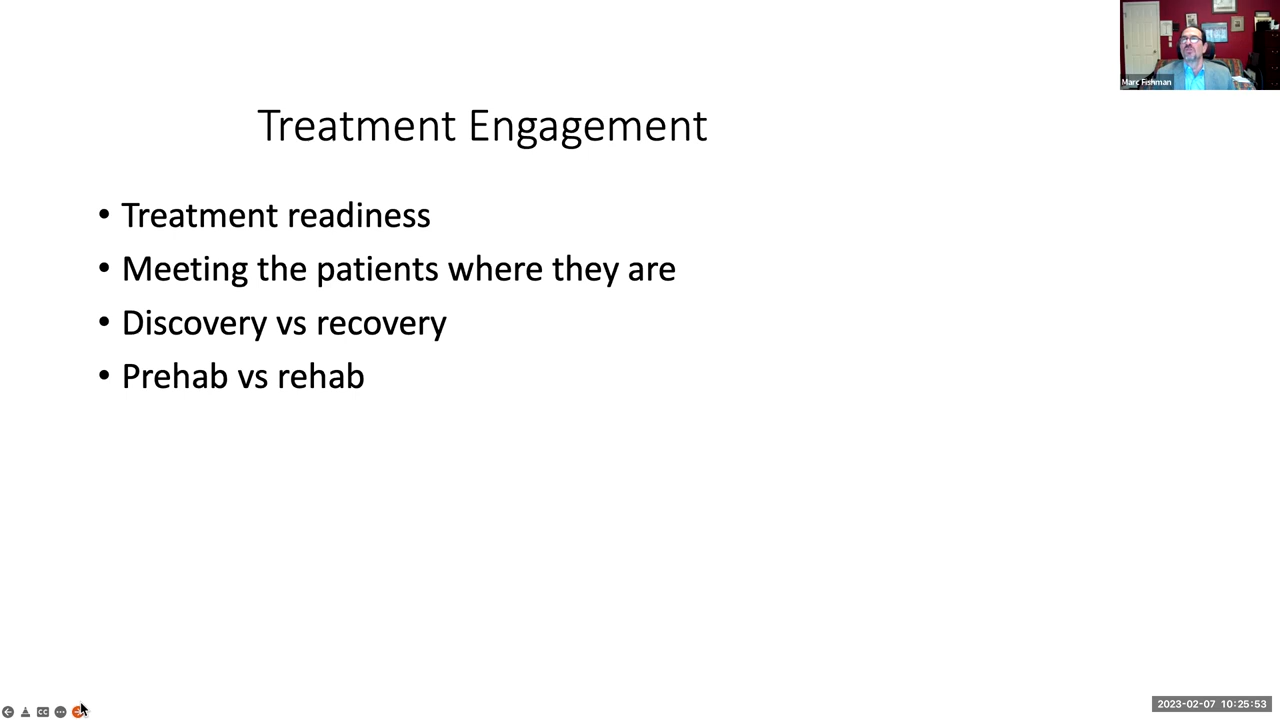 Marc Fishman
Treatment Engagement
• Treatment readiness
• Meeting the patients where they are
• Discovery vs recovery
• Prehab vs rehab
CC
2023-02-07 10:25:53